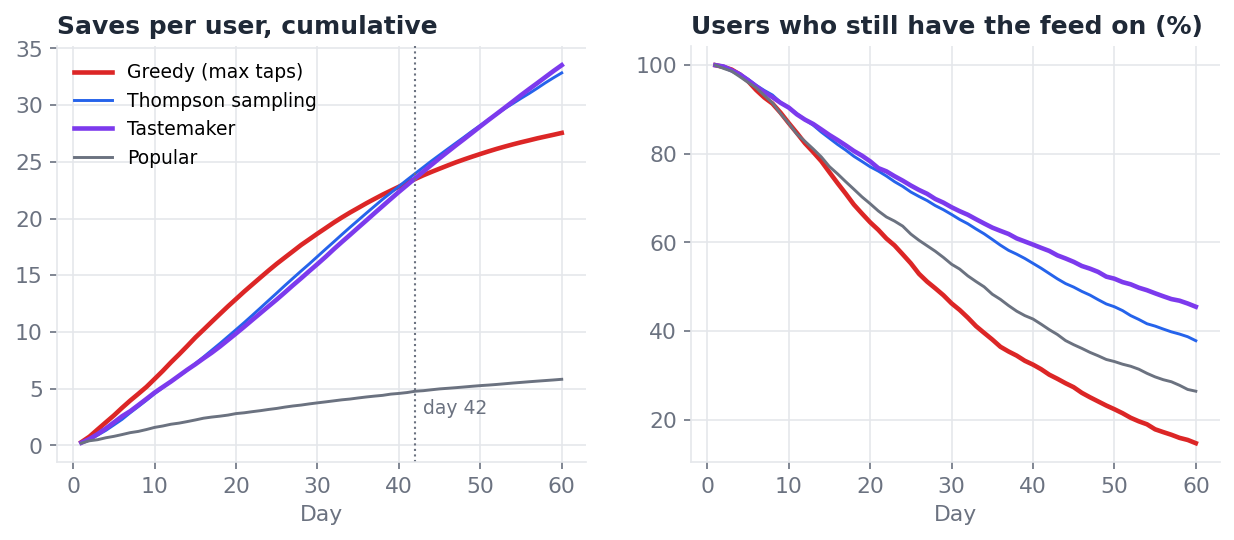 Saves per user, cumulative
35
30
25
20
15
10
5
0
Greedy (max taps)
Thompson sampling
Tastemaker
Popular
day 42
0 10 20 30 40 50 60
Day
Users who still have the feed on (%)
100
80
60
40
20
0 10 20 30 40 50 60
Day